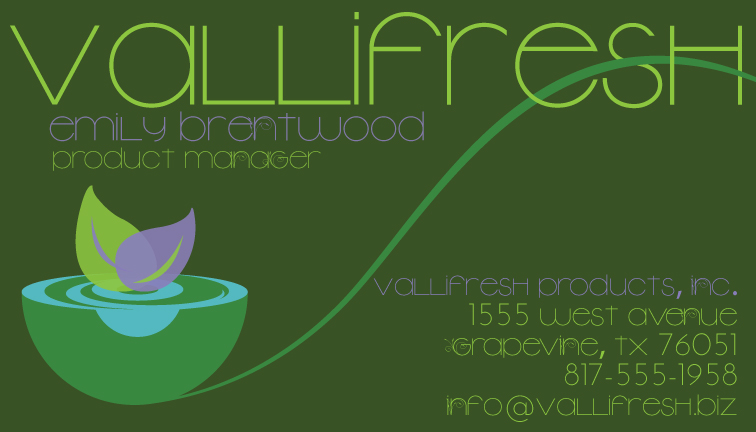 vallifresh
emily brentwood
product manager
vallifresh products, inc.
1555 west avenue
grapevine, tx 76051
817-555-1958
info@vallifresh.biz